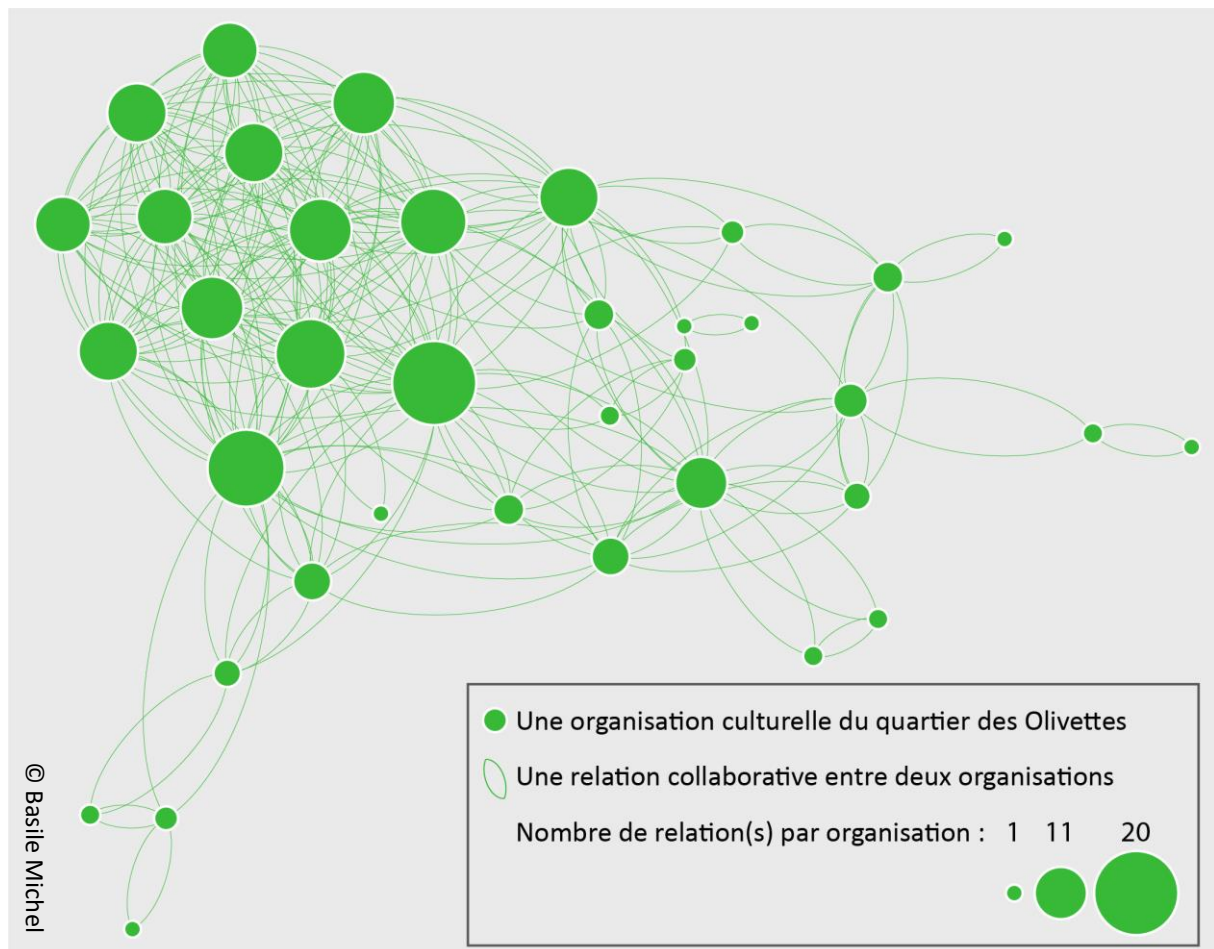 Une organisation culturelle du quartier des Olivettes
Une relation collaborative entre deux organisations
Nombre de relation(s) par organisation : 1 11 20
© Basile Michel